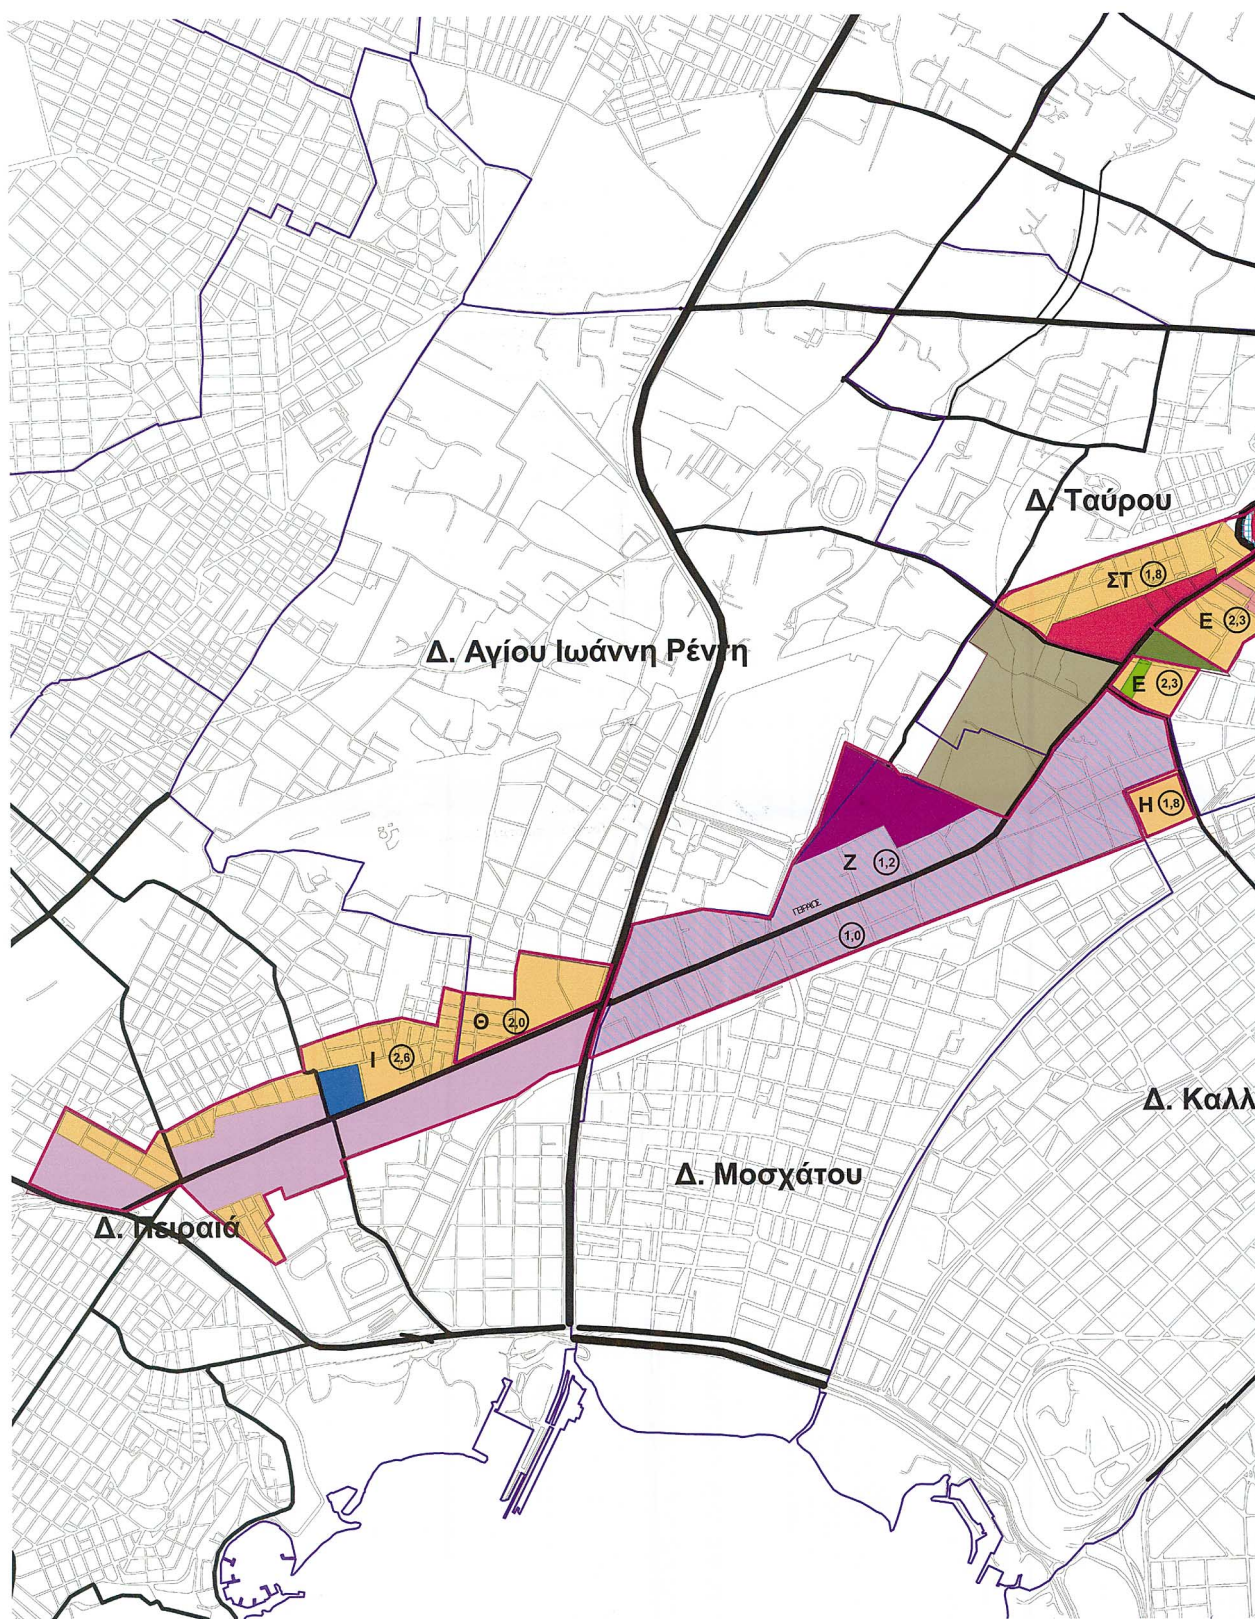 Δ. Ταύρου
ΣΤ 1,8
Ε 2,3
Δ. Αγίου Ιωάννη Ρέντη
Ε 2,3
Η 1,8
Ζ 1,2
1,0
Θ 2,0
Ι 2,6
Δ. Καλλ
Δ. Μοσχάτου
Δ. Πειραιά